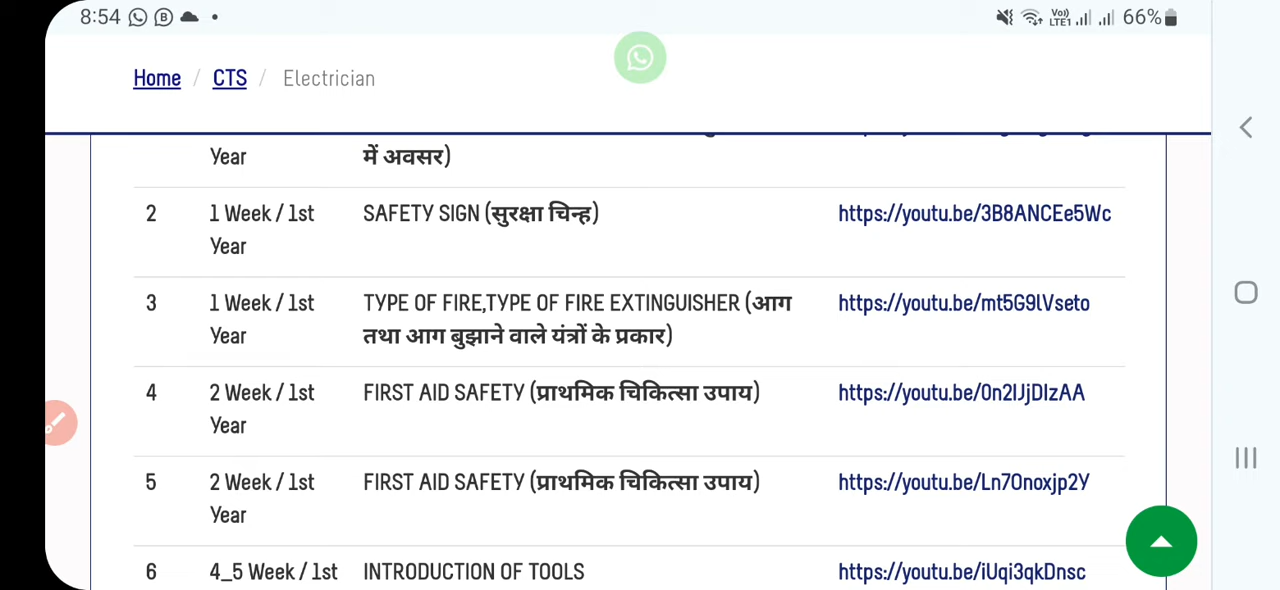 8:54
Vo)) LTE1 66%
Home / CTS / Electrician
Year में अवसर)
2 1 Week / 1st SAFETY SIGN (सुरक्षा चिन्ह) https://youtu.be/3B8ANCEe5Wc
Year
3 1 Week / 1st TYPE OF FIRE,TYPE OF FIRE EXTINGUISHER (आग https://youtu.be/mt5G9lVseto
Year तथा आग बुझाने वाले यंत्रों के प्रकार)
4 2 Week / 1st FIRST AID SAFETY (प्राथमिक चिकित्सा उपाय) https://youtu.be/0n2IJjDIzAA
Year
5 2 Week / 1st FIRST AID SAFETY (प्राथमिक चिकित्सा उपाय) https://youtu.be/Ln7Onoxjp2Y
Year
6 4_5 Week / 1st INTRODUCTION OF TOOLS https://youtu.be/iUqi3qkDnsc